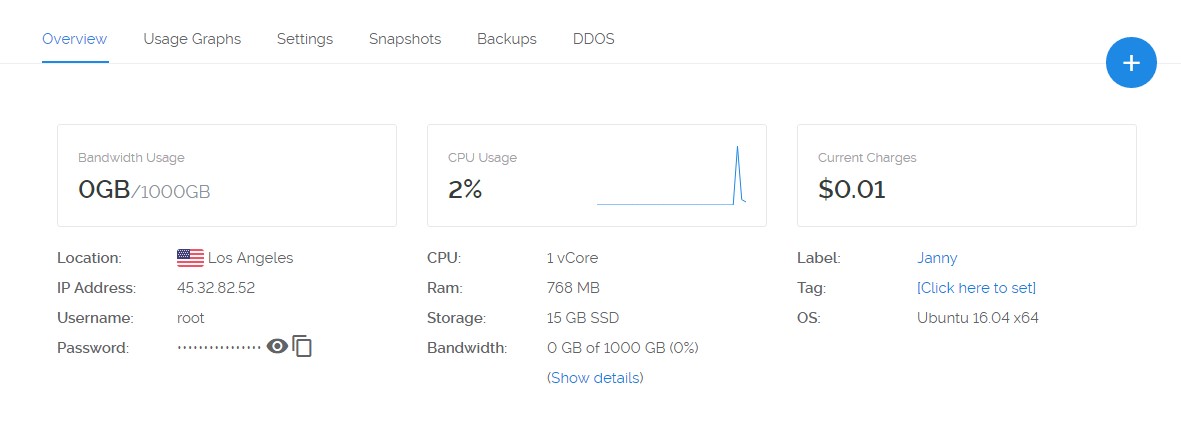 Overview Usage Graphs Settings Snapshots Backups DDOS
+
Bandwidth Usage
0GB/1000GB
CPU Usage
2%
Current Charges
$0.01
Location: Los Angeles
IP Address: 45.32.82.52
Username: root
Password: ················
CPU: 1 vCore
Ram: 768 MB
Storage: 15 GB SSD
Bandwidth: 0 GB of 1000 GB (0%)
(Show details)
Label: Janny
Tag: [Click here to set]
OS: Ubuntu 16.04 x64